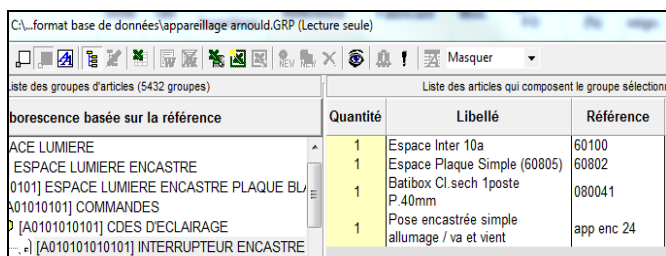 C:\...format base de données\appareillage arnould.GRP (Lecture seule)
Masquer
Liste des groupes d'articles (5432 groupes)
Liste des articles qui composent le groupe sélection
borescence basée sur la référence
Quantité Libellé Référence
ACE LUMIERE
ESPACE LUMIERE ENCASTRE
0101] ESPACE LUMIERE ENCASTRE PLAQUE BL
A01010101] COMMANDES
[A0101010101] CDES D'ECLAIRAGE
[A010101010101] INTERRUPTEUR ENCASTRE
1 Espace Inter 10a 60100
1 Espace Plaque Simple (60805) 60802
1 Batibox Cl.sech 1poste
P.40mm 080041
1 Pose encastrée simple
allumage / va et vient app enc 24